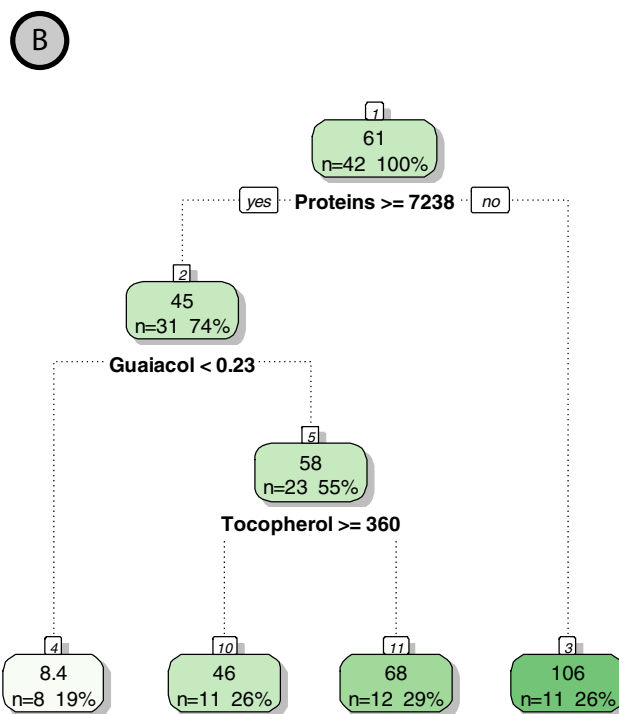 B
1
61
n=42 100%
yes Proteins >= 7238 no
2
45
n=31 74%
Guaiacol < 0.23
5
58
n=23 55%
Tocopherol >= 360
4 10 11 3
8.4 46 68 106
n=8 19% n=11 26% n=12 29% n=11 26%